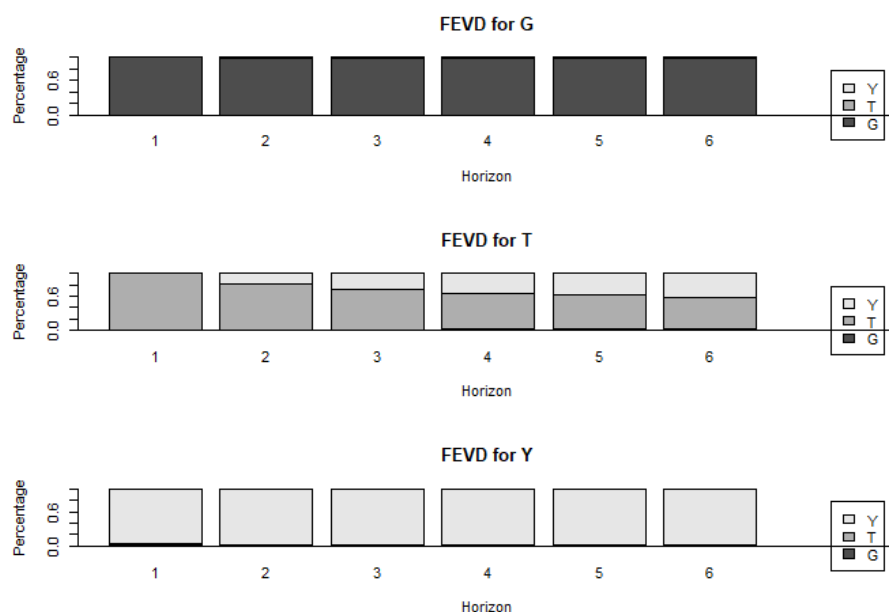 FEVD for G
Percentage
0.0 0.6
1 2 3 4 5 6
Horizon
Y
T
G
FEVD for T
Percentage
0.0 0.6
1 2 3 4 5 6
Horizon
Y
T
G
FEVD for Y
Percentage
0.0 0.6
1 2 3 4 5 6
Horizon
Y
T
G